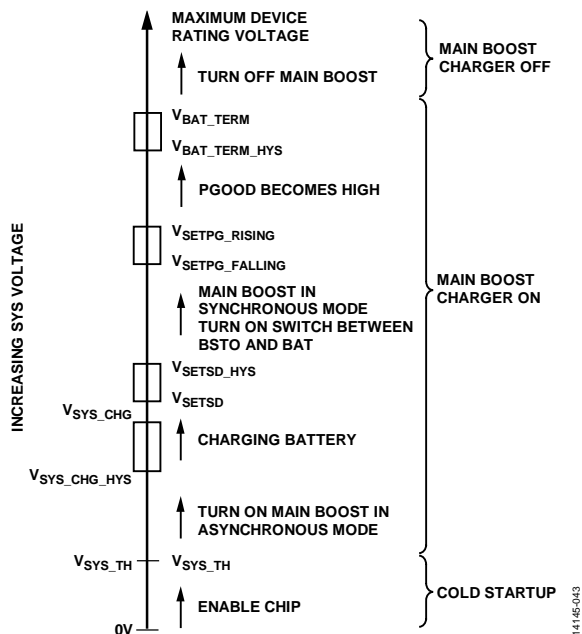 MAXIMUM DEVICE
RATING VOLTAGE
TURN OFF MAIN BOOST
MAIN BOOST
CHARGER OFF
VBAT_TERM
VBAT_TERM_HYS
PGOOD BECOMES HIGH
VSETPG_RISING
VSETPG_FALLING
MAIN BOOST IN
SYNCHRONOUS MODE
TURN ON SWITCH BETWEEN
BSTO AND BAT
MAIN BOOST
CHARGER ON
INCREASING SYS VOLTAGE
VSETSD_HYS
VSETSD
VSYS_CHG
CHARGING BATTERY
VSYS_CHG_HYS
TURN ON MAIN BOOST IN
ASYNCHRONOUS MODE
VSYS_TH
VSYS_TH
ENABLE CHIP
COLD STARTUP
0V
14145-043